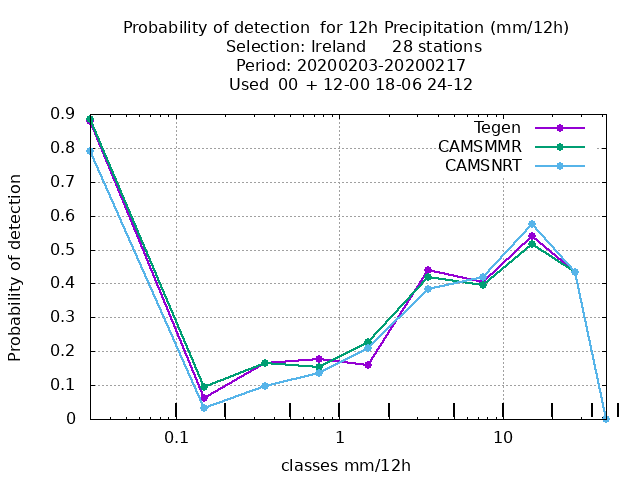 Probability of detection  for 12h Precipitation (mm/12h)
Selection: Ireland     28 stations
Period: 20200203-20200217
Used  00 + 12-00 18-06 24-12
Tegen
CAMSMMR
CAMSNRT
0.9
0.8
0.7
0.6
0.5
0.4
0.3
0.2
0.1
0
Probability of detection
0.1 1 10
classes mm/12h